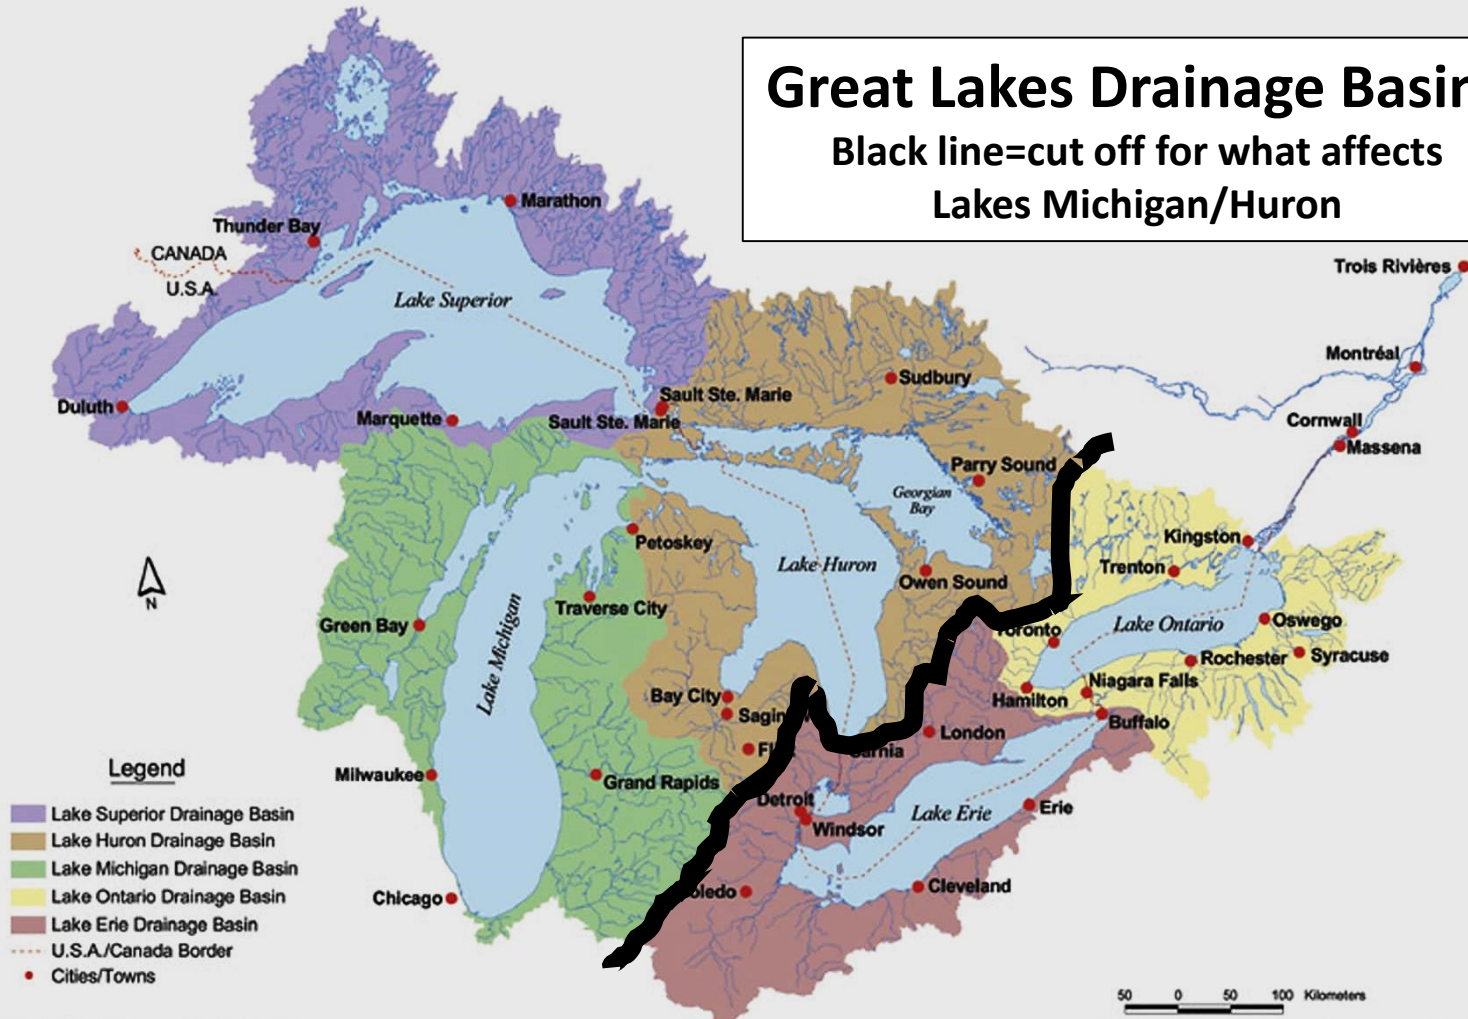 Great Lakes Drainage Basin
Black line=cut off for what affects
Lakes Michigan/Huron
Marathon
Thunder Bay
CANADA
U.S.A.
Lake Superior
Trois Rivières
Montréal
Sudbury
Sault Ste. Marie
Duluth
Marquette
Sault Ste. Marie
Cornwall
Massena
Parry Sound
Georgian
Bay
Kingston
Petoskey
Lake Huron
Owen Sound
Trenton
N
Traverse City
Green Bay
Lake Michigan
Lake Ontario
Oswego
Toronto
Rochester
Syracuse
Niagara Falls
Hamilton
Bay City
Sagin
Buffalo
London
Fl
arnia
Legend
Milwaukee
Grand Rapids
Detroit
Windsor
Lake Erie
Erie
Lake Superior Drainage Basin
Lake Huron Drainage Basin
Lake Michigan Drainage Basin
Lake Ontario Drainage Basin
Lake Erie Drainage Basin
U.S.A./Canada Border
Cities/Towns
Chicago
oledo
Cleveland
50 0 50 100 Kilometers